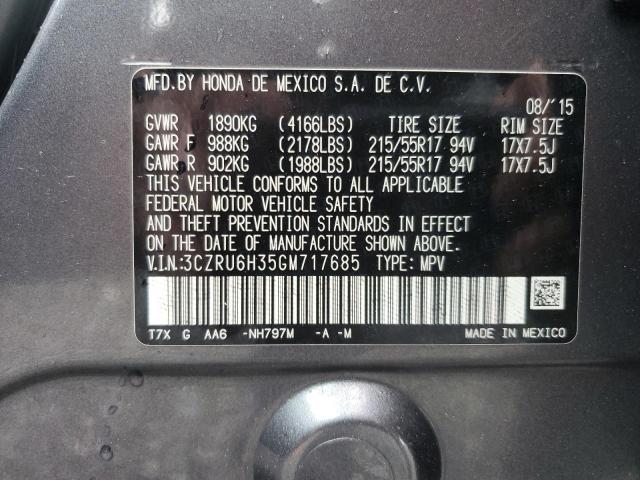 MFD.BY HONDA DE MEXICO S.A. DE C.V.
08/'15
GVWR 1890KG (4166LBS) TIRE SIZE RIM SIZE
GAWR F 988KG (2178LBS) 215/55R17 94V 17X7.5J
GAWR R 902KG (1988LBS) 215/55R17 94V 17X7.5J
THIS VEHICLE CONFORMS TO ALL APPLICABLE
FEDERAL MOTOR VEHICLE SAFETY
AND THEFT PREVENTION STANDARDS IN EFFECT ON
THE DATE OF MANUFACTURE SHOWN ABOVE.
V.I.N:3CZRU6H35GM717685 TYPE: MPV
T7X G AA6 -NH797M -A -M MADE IN MEXICO